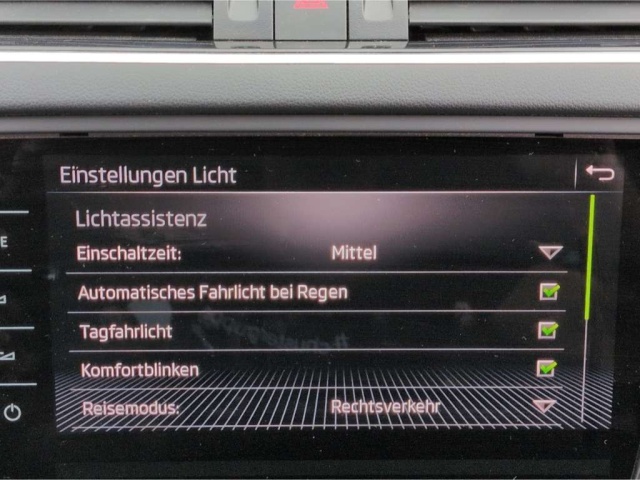 Einstellungen Licht
Lichtassistenz
Einschaltzeit: Mittel
Automatisches Fahrlicht bei Regen
Tagfahrlicht
Komfortblinken
Reisemodus: Rechtsverkehr
E